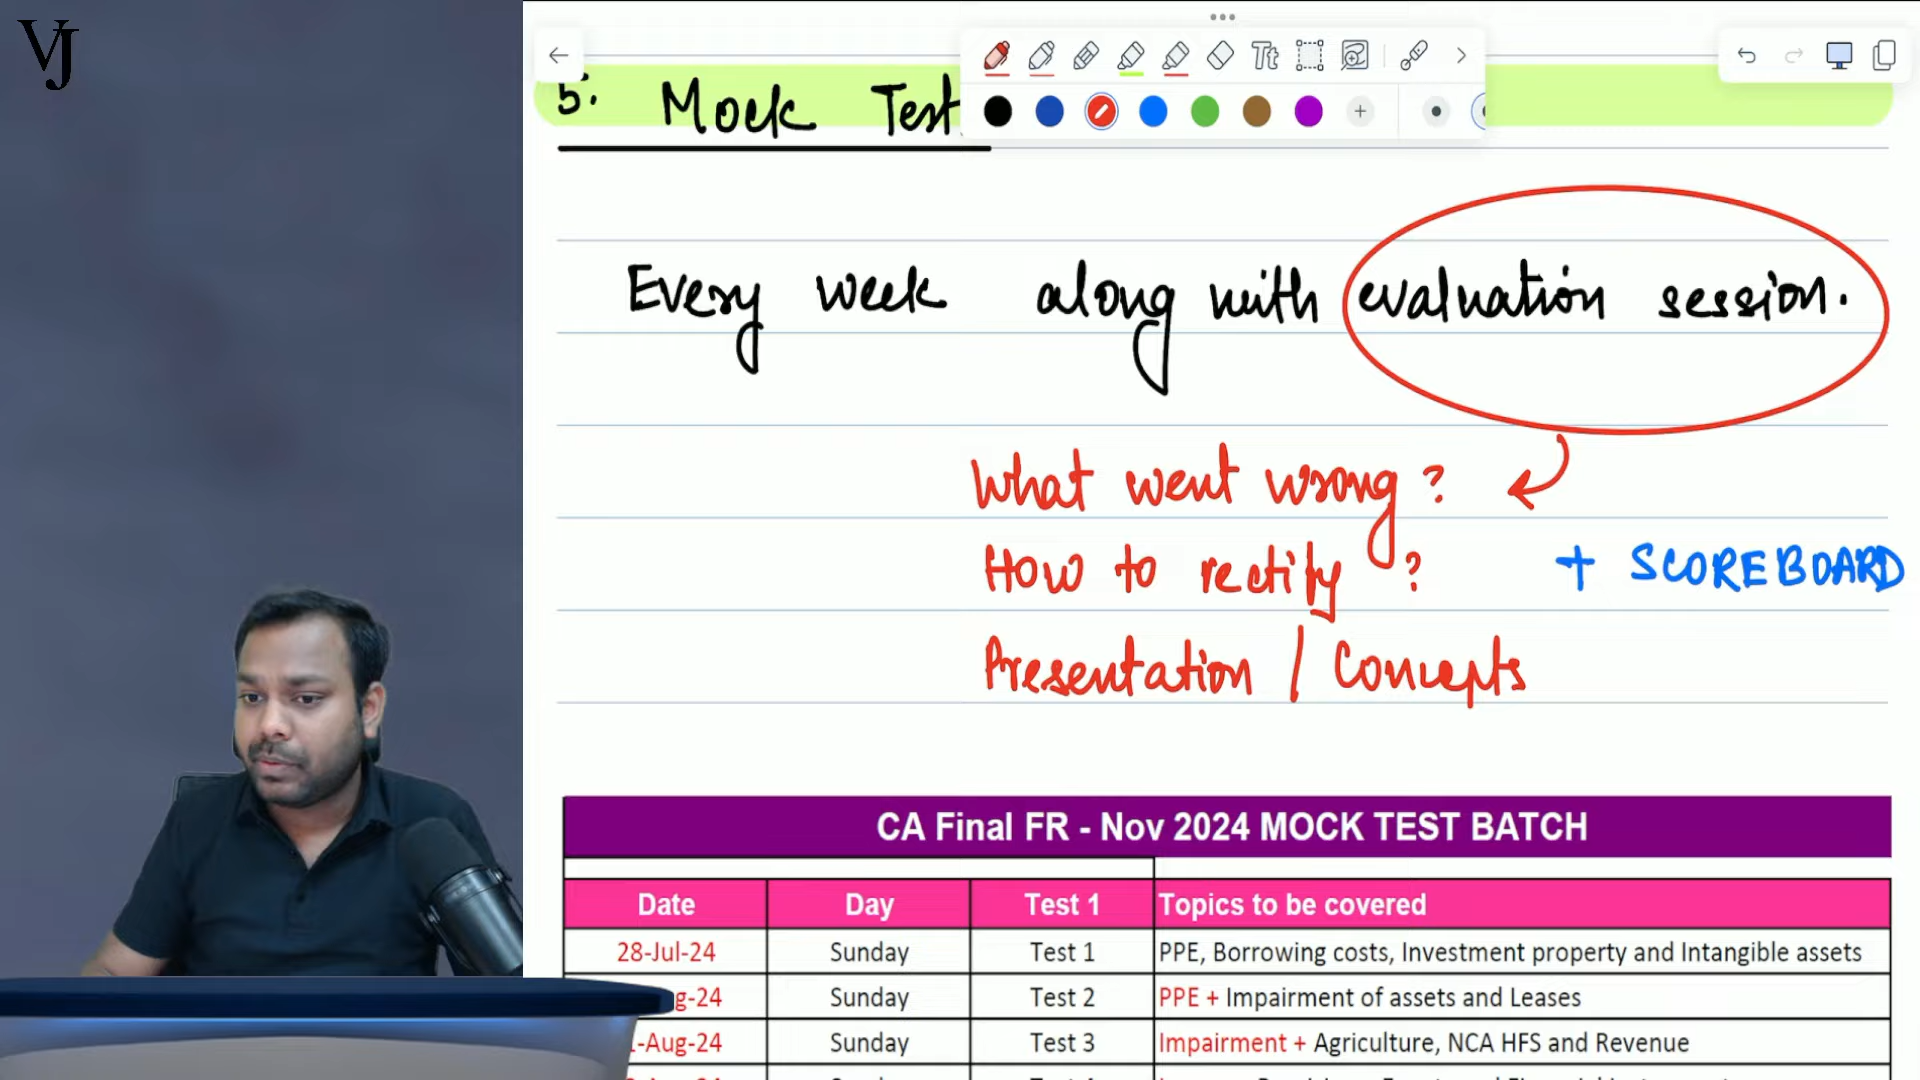 VJ
5. Mock Test
Every week along with evaluation session.
What went wrong?
How to rectify? + SCOREBOARD
Presentation / Concepts
CA Final FR - Nov 2024 MOCK TEST BATCH
Date Day Test 1 Topics to be covered
28-Jul-24 Sunday Test 1 PPE, Borrowing costs, Investment property and Intangible assets
g-24 Sunday Test 2 PPE + Impairment of assets and Leases
-Aug-24 Sunday Test 3 Impairment + Agriculture, NCA HFS and Revenue